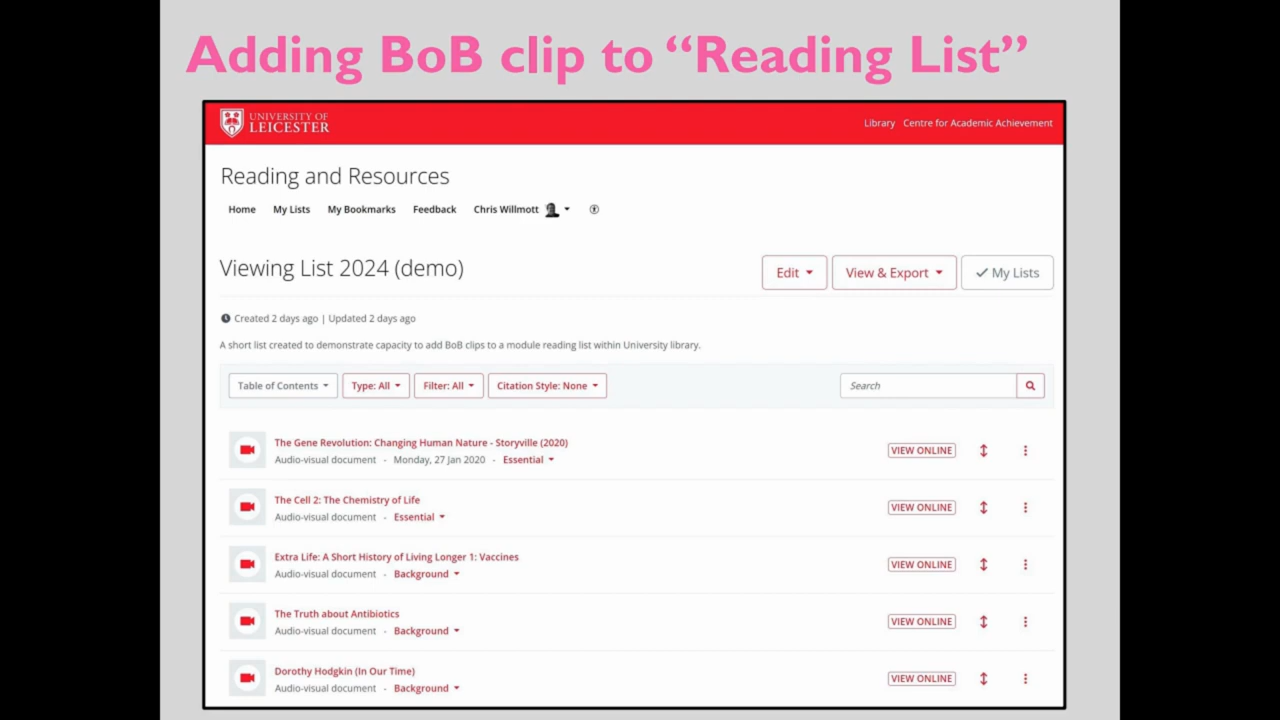 Adding BoB clip to “Reading List”
UNIVERSITY OF
LEICESTER
Library Centre for Academic Achievement
Reading and Resources
Home My Lists My Bookmarks Feedback Chris Willmott
Viewing List 2024 (demo)
Edit View & Export My Lists
Created 2 days ago | Updated 2 days ago
A short list created to demonstrate capacity to add BoB clips to a module reading list within University library.
Table of Contents Type: All Filter: All Citation Style: None Search
The Gene Revolution: Changing Human Nature - Storyville (2020)
Audio-visual document - Monday, 27 Jan 2020 - Essential
VIEW ONLINE
The Cell 2: The Chemistry of Life
Audio-visual document - Essential
VIEW ONLINE
Extra Life: A Short History of Living Longer 1: Vaccines
Audio-visual document - Background
VIEW ONLINE
The Truth about Antibiotics
Audio-visual document - Background
VIEW ONLINE
Dorothy Hodgkin (In Our Time)
Audio-visual document - Background
VIEW ONLINE